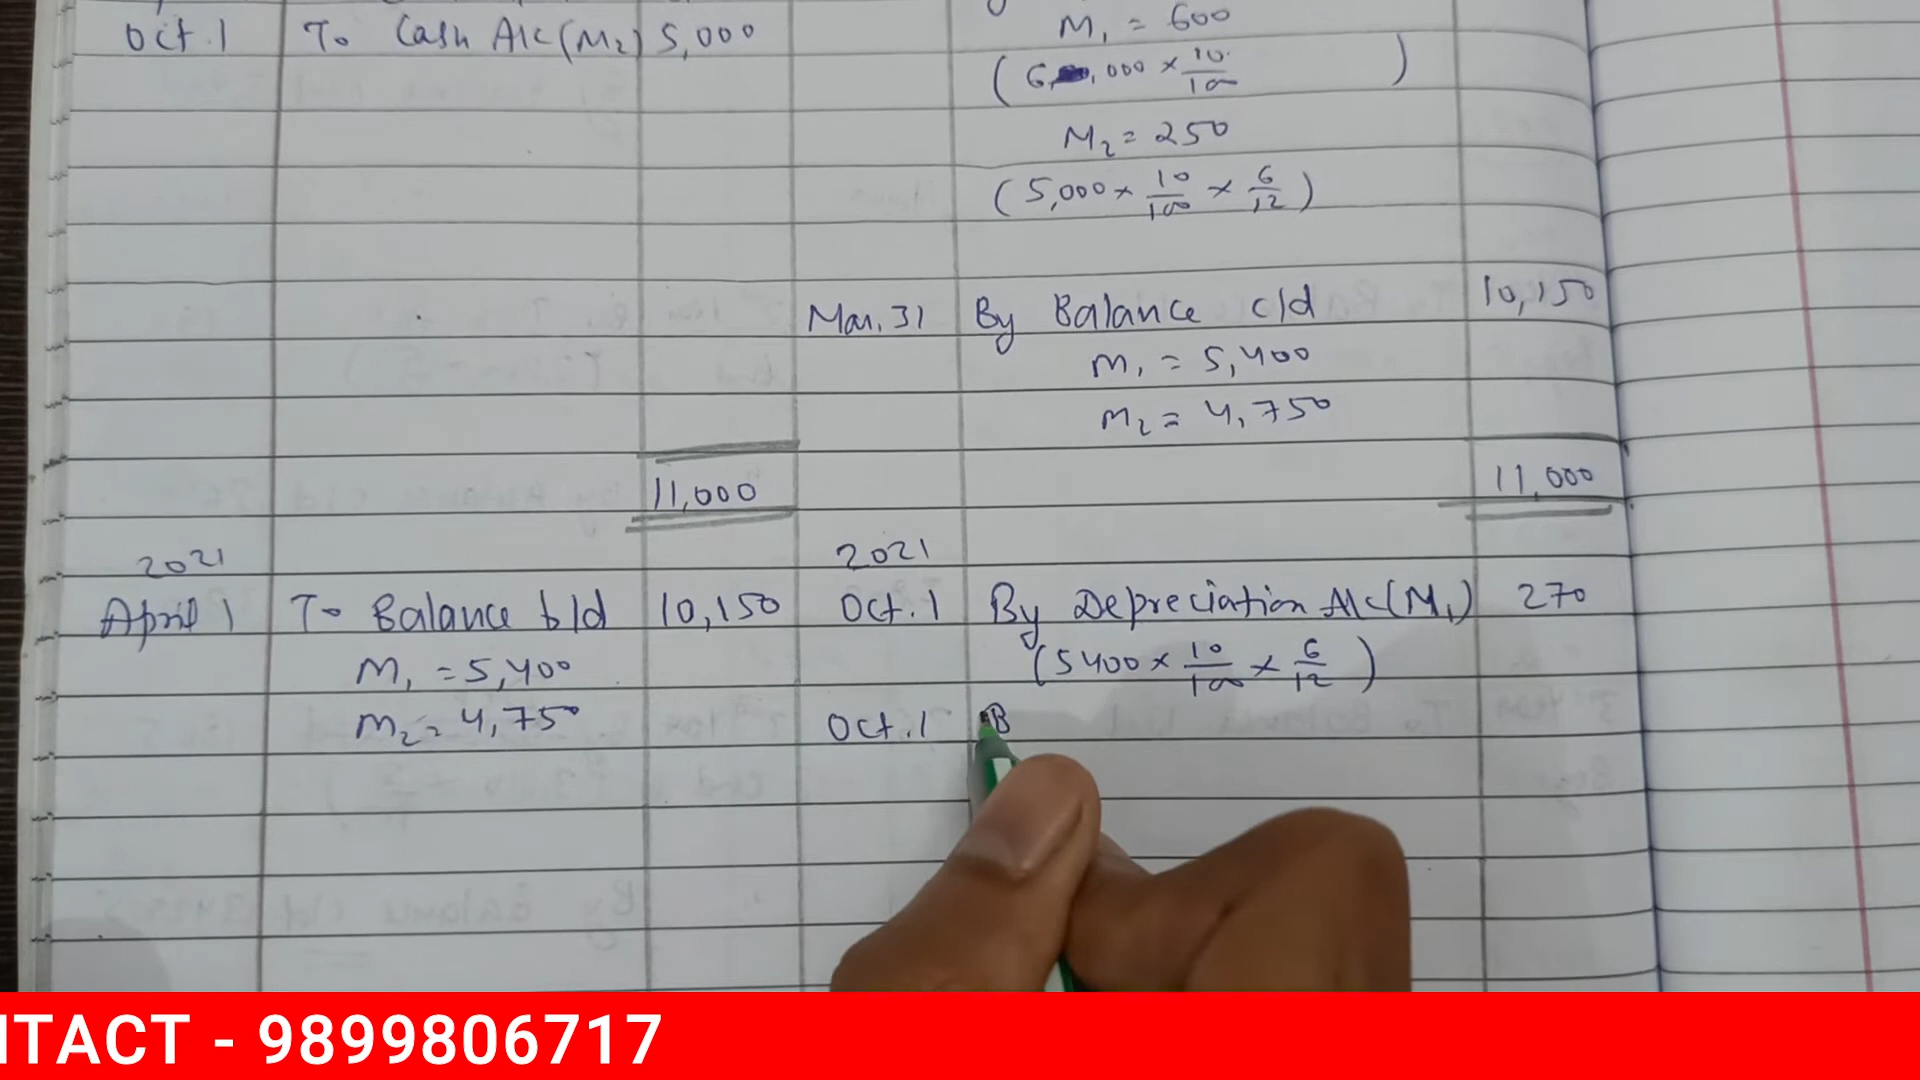 Oct.1 To Cash A/c (M2) 5,000
M1 = 600
(6,000 × 10/100)
M2 = 250
(5,000 × 10/100 × 6/12)
Mar. 31 By Balance c/d 10,150
M1 = 5,400
M2 = 4,750
11,000 11,000
2021 2021
April 1 To Balance b/d 10,150 Oct.1 By Depreciation A/c (M1) 270
M1 = 5,400 (5400 × 10/100 × 6/12)
M2 = 4,750 Oct.1 B
NTACT - 9899806717